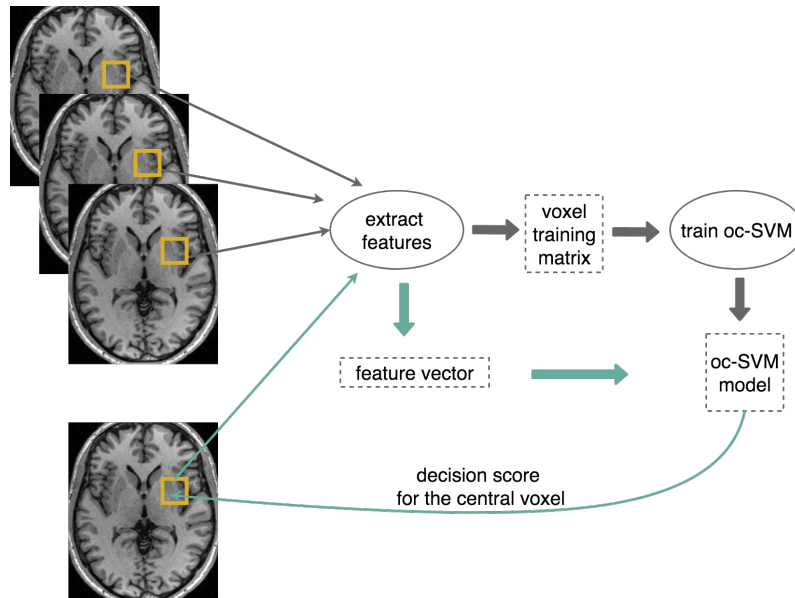 extract
features
voxel
training
matrix
train oc-SVM
feature vector
oc-SVM
model
decision score
for the central voxel